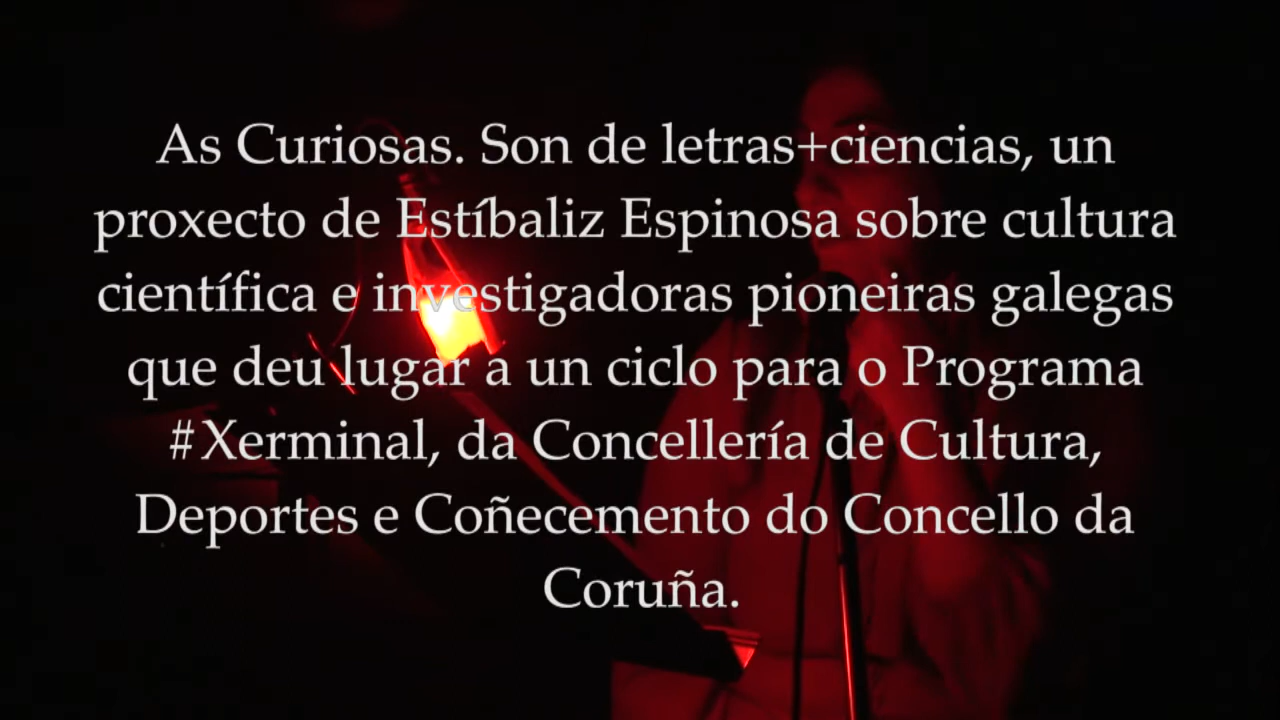 As Curiosas. Son de letras+ciencias, un
proxecto de Estíbaliz Espinosa sobre cultura
científica e investigadoras pioneiras galegas
que deu lugar a un ciclo para o Programa
#Xerminal, da Concellería de Cultura,
Deportes e Coñecemento do Concello da
Coruña.